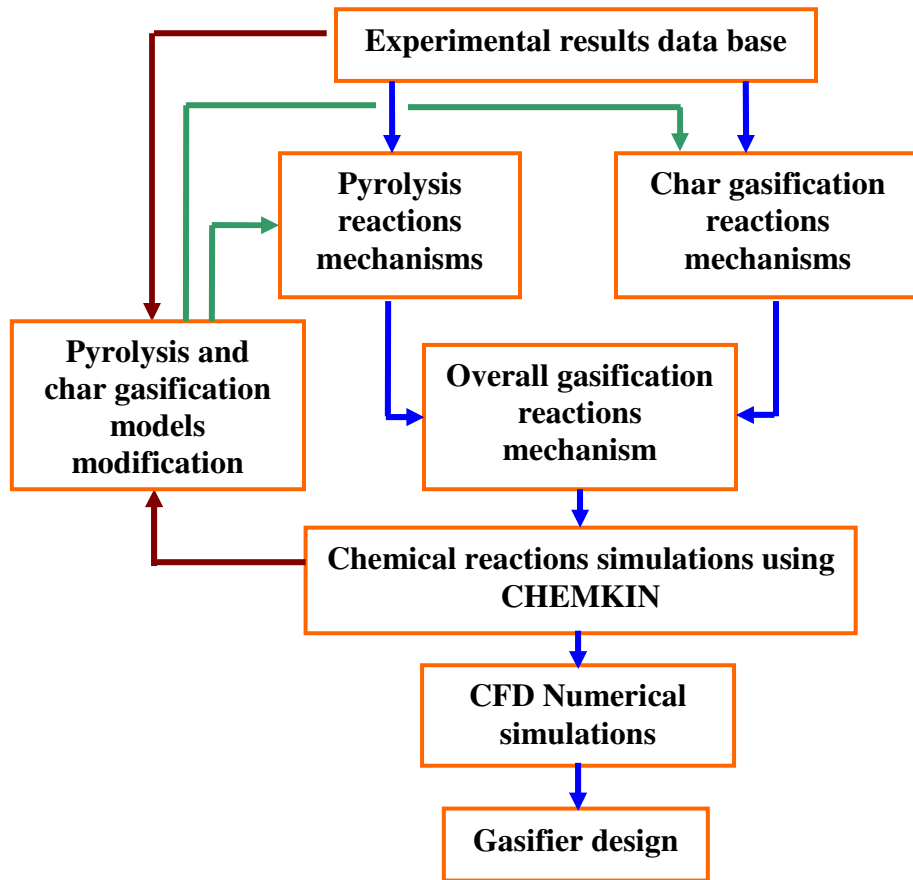 Experimental results data base
Pyrolysis
reactions
mechanisms
Char gasification
reactions
mechanisms
Pyrolysis and
char gasification
models
modification
Overall gasification
reactions
mechanism
Chemical reactions simulations using
CHEMKIN
CFD Numerical
simulations
Gasifier design